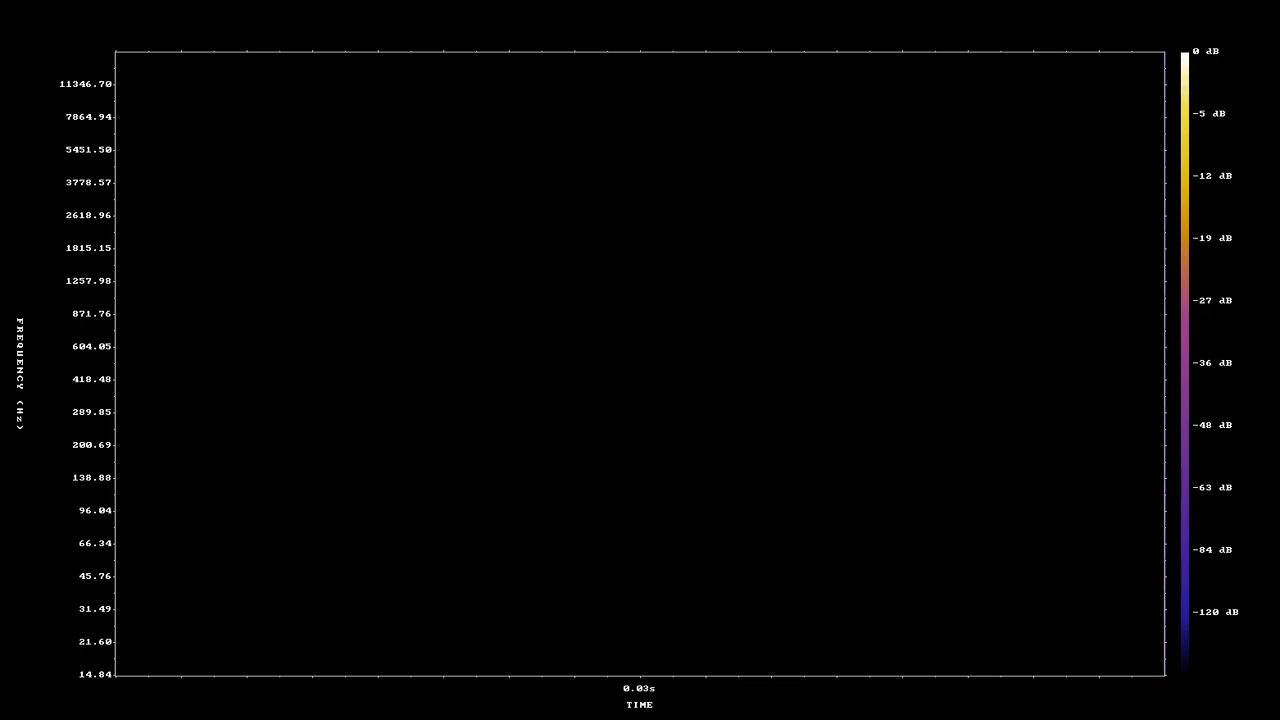 0 dB
11346.70
7864.94
-5 dB
5451.50
3778.57
-12 dB
2618.96
-19 dB
1815.15
1257.98
-27 dB
871.76
604.05
-36 dB
418.48
289.85
-48 dB
200.69
138.88
-63 dB
96.04
66.34
-84 dB
45.76
31.49
-120 dB
21.60
14.84
FREQUENCY (Hz)
0.03s
TIME